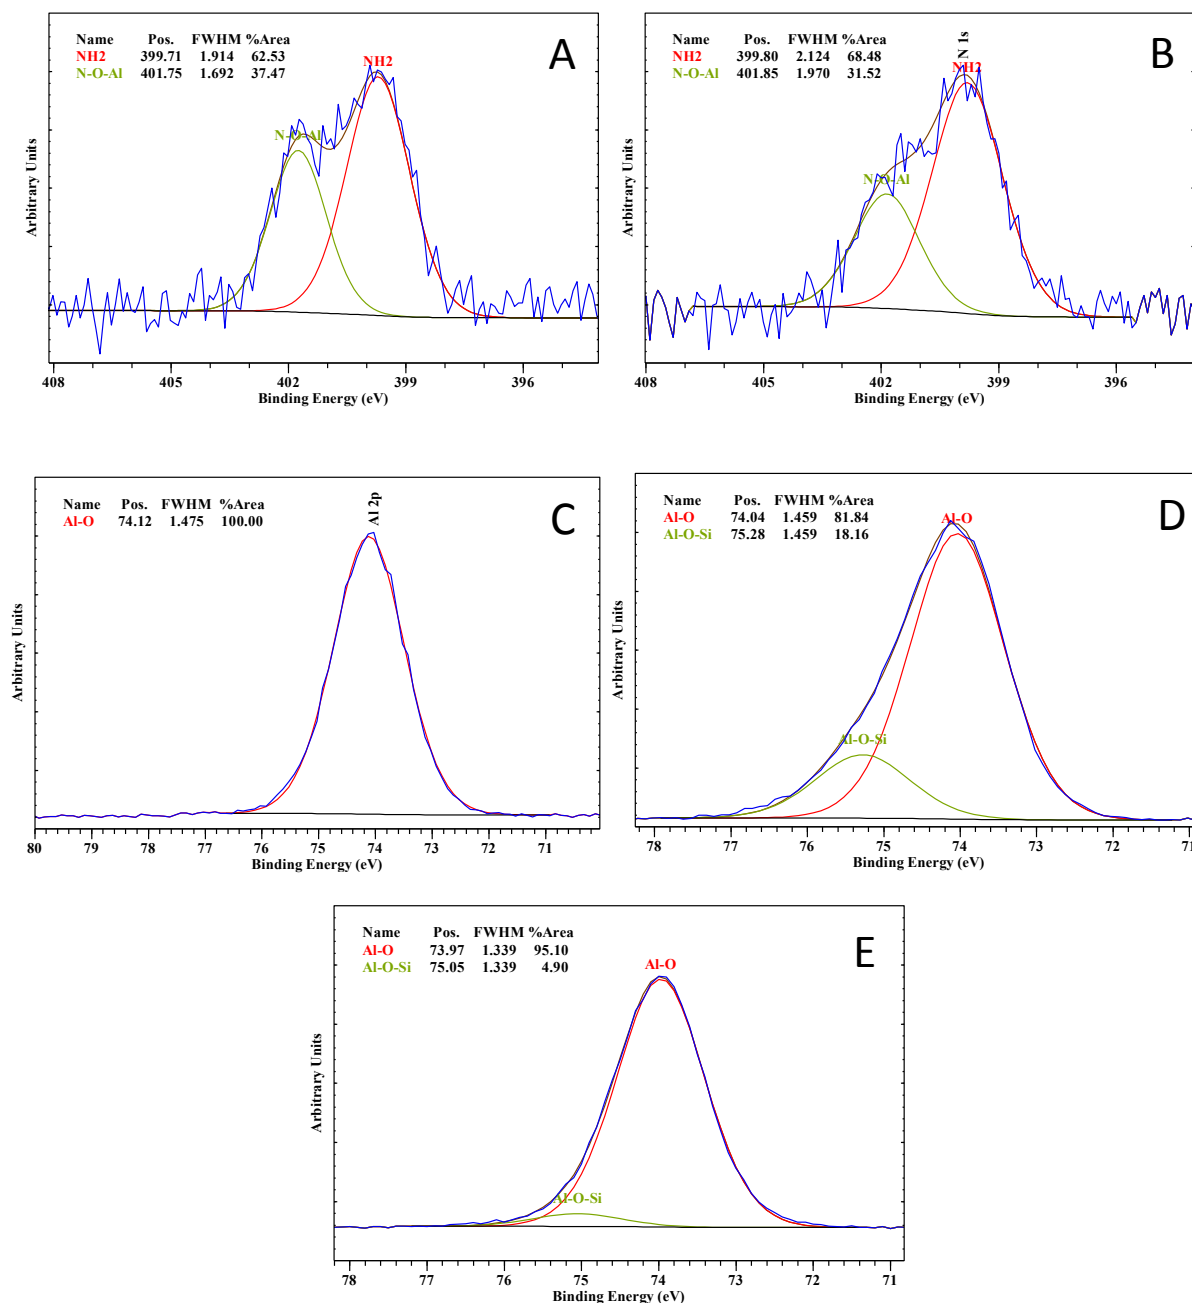 Name Pos. FWHM %Area
NH2 399.71 1.914 62.53
N-O-Al 401.75 1.692 37.47
A
NH2
N-O-Al
Arbitrary Units
408 405 402 399 396
Binding Energy (eV)
Name Pos. FWHM %Area
NH2 399.80 2.124 68.48
N-O-Al 401.85 1.970 31.52
B
N 1s
NH2
N-O-Al
Arbitrary Units
408 405 402 399 396
Binding Energy (eV)
Name Pos. FWHM %Area
Al-O 74.12 1.475 100.00
C
Al 2p
Arbitrary Units
80 79 78 77 76 75 74 73 72 71
Binding Energy (eV)
Name Pos. FWHM %Area
Al-O 74.04 1.459 81.84
Al-O-Si 75.28 1.459 18.16
D
Al-O
Al-O-Si
Arbitrary Units
78 77 76 75 74 73 72 71
Binding Energy (eV)
Name Pos. FWHM %Area
Al-O 73.97 1.339 95.10
Al-O-Si 75.05 1.339 4.90
E
Al-O
Al-O-Si
Arbitrary Units
78 77 76 75 74 73 72 71
Binding Energy (eV)